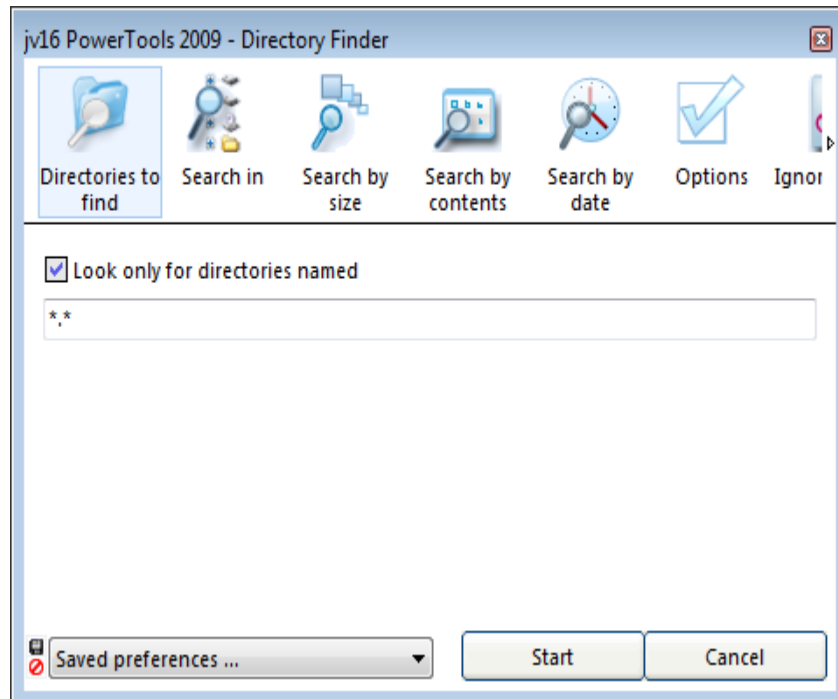 jv16 PowerTools 2009 - Directory Finder
Directories to find
Search in
Search by size
Search by contents
Search by date
Options
Ignor
Look only for directories named
*.*
Saved preferences ...
Start
Cancel